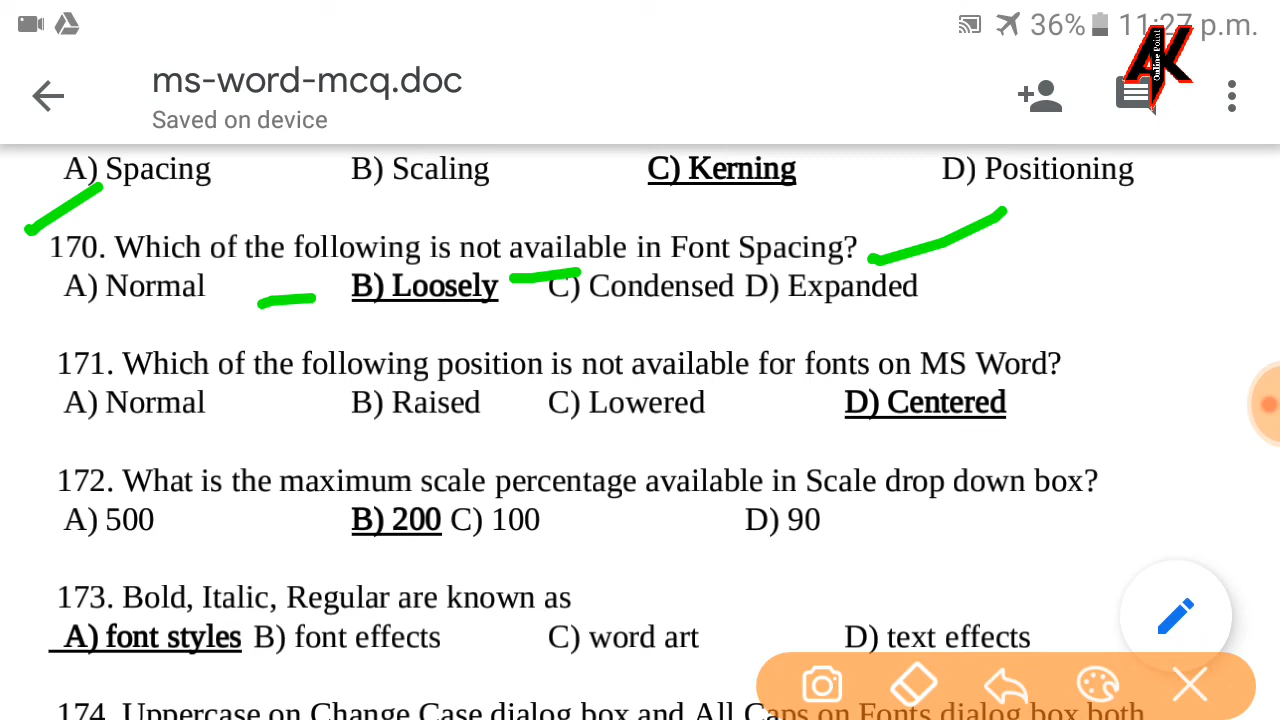 36% 11:27 p.m.
ms-word-mcq.doc
AK Online Point
Saved on device
A) Spacing B) Scaling C) Kerning D) Positioning
170. Which of the following is not available in Font Spacing?
A) Normal B) Loosely C) Condensed D) Expanded
171. Which of the following position is not available for fonts on MS Word?
A) Normal B) Raised C) Lowered D) Centered
172. What is the maximum scale percentage available in Scale drop down box?
A) 500 B) 200 C) 100 D) 90
173. Bold, Italic, Regular are known as
A) font styles B) font effects C) word art D) text effects
174. Uppercase on Change Case dialog box and All Caps on Fonts dialog box both